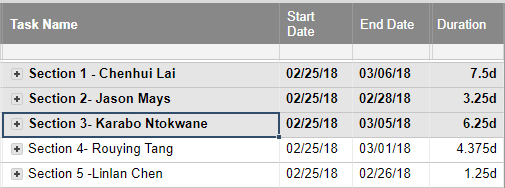 Task Name Start Date End Date Duration
Section 1 - Chenhui Lai 02/25/18 03/06/18 7.5d
Section 2- Jason Mays 02/25/18 02/28/18 3.25d
Section 3- Karabo Ntokwane 02/25/18 03/05/18 6.25d
Section 4- Rouying Tang 02/25/18 03/01/18 4.375d
Section 5 -Linlan Chen 02/25/18 02/26/18 1.25d